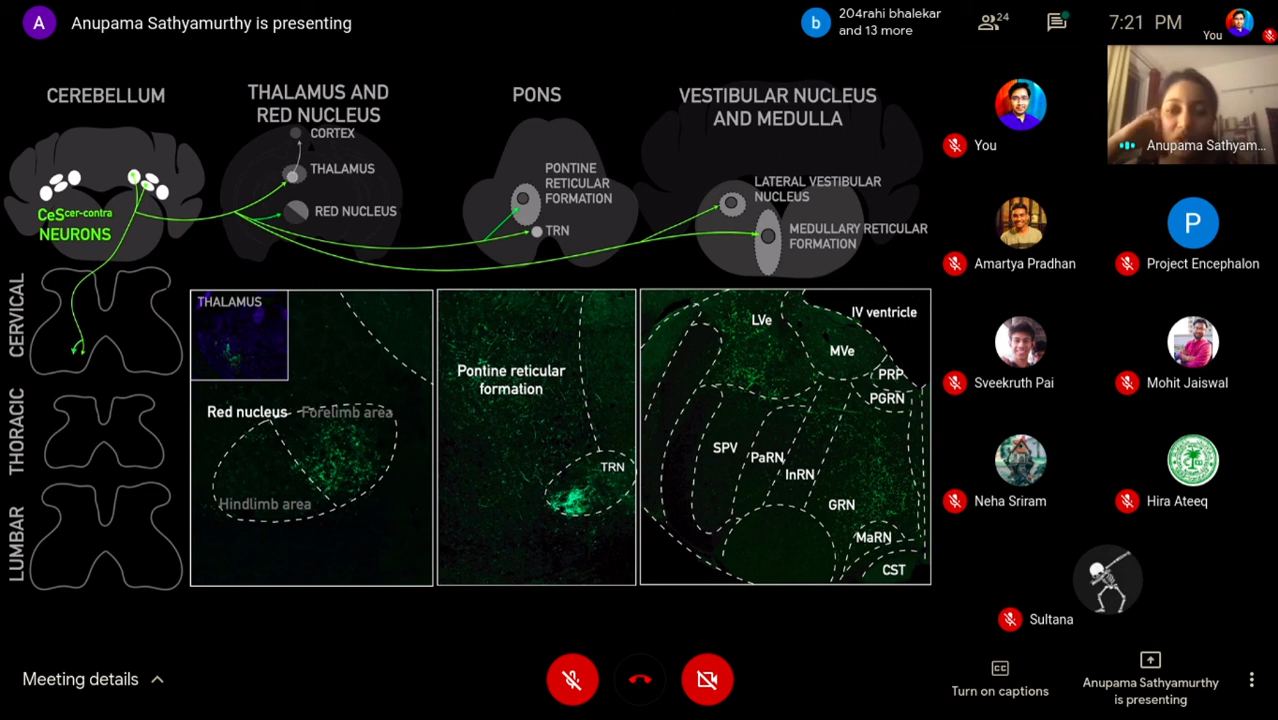 A
Anupama Sathyamurthy is presenting
b
204rahi bhalekar
and 13 more
24
7:21 PM
You
CEREBELLUM
THALAMUS AND
RED NUCLEUS
PONS
VESTIBULAR NUCLEUS
AND MEDULLA
CORTEX
THALAMUS
RED NUCLEUS
PONTINE
RETICULAR
FORMATION
TRN
LATERAL VESTIBULAR
NUCLEUS
MEDULLARY RETICULAR
FORMATION
CeScer-contra
NEURONS
CERVICAL
THORACIC
LUMBAR
THALAMUS
Red nucleus
Forelimb area
Hindlimb area
Pontine reticular
formation
TRN
LVe
IV ventricle
MVe
PRP
PGRN
SPV
PaRN
InRN
GRN
MaRN
CST
Anupama Sathyam...
You
Amartya Pradhan
P
Project Encephalon
Sveekruth Pai
Mohit Jaiswal
Neha Sriram
Hira Ateeq
Sultana
Meeting details
CC
Turn on captions
Anupama Sathyamurthy
is presenting